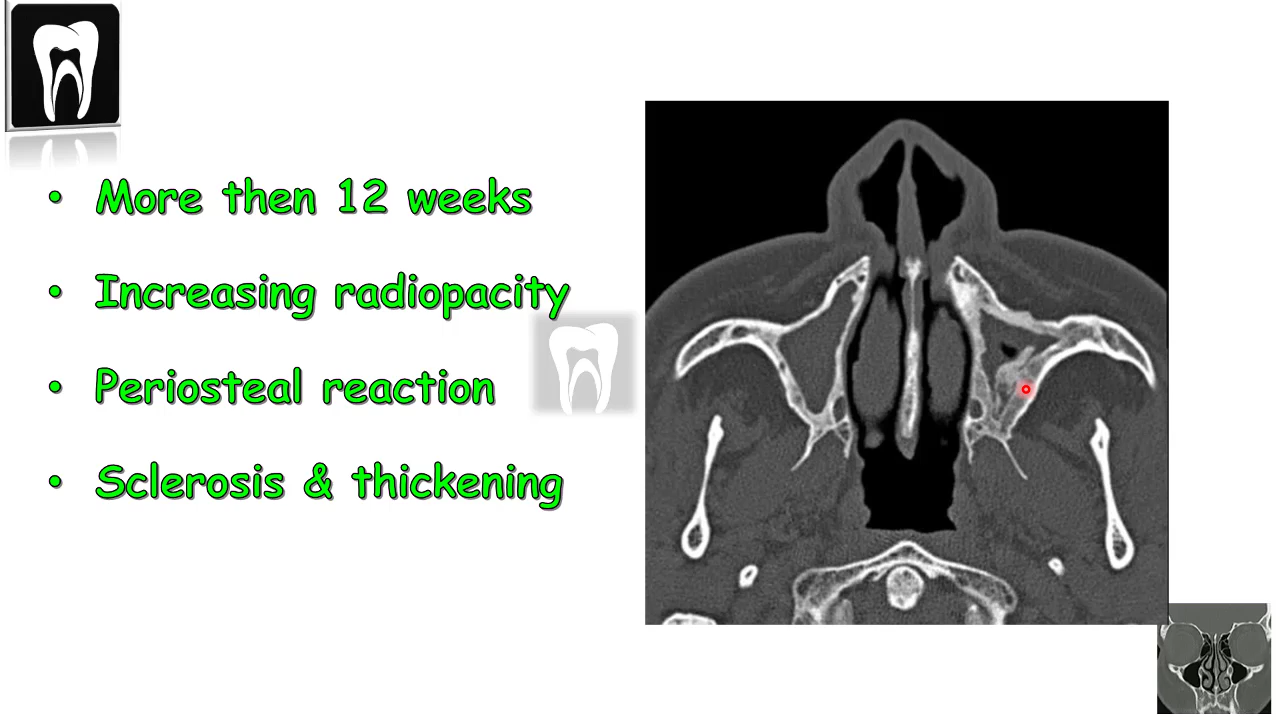 • More then 12 weeks
• Increasing radiopacity
• Periosteal reaction
• Sclerosis & thickening